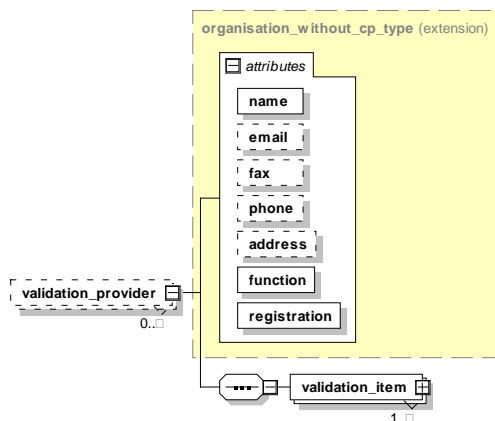 organisation_without_cp_type (extension)
attributes
name
email
fax
phone
address
function
registration
validation_provider
0..□
validation_item
1..□